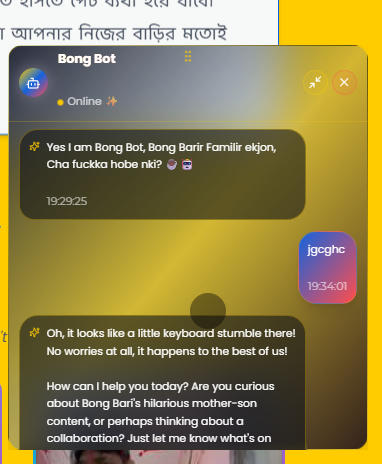 হাসতে পেট ব্যথা হয়ে যাবো
আপনার নিজের বাড়ির মতোই
Bong Bot
Online
Yes I am Bong Bot, Bong Barir Familir ekjon,
Cha fuckka hobe nki?
19:29:25
jgcghc
19:34:01
Oh, it looks like a little keyboard stumble there!
No worries at all, it happens to the best of us!
How can I help you today? Are you curious
about Bong Bari's hilarious mother-son
content, or perhaps thinking about a
collaboration? Just let me know what's on